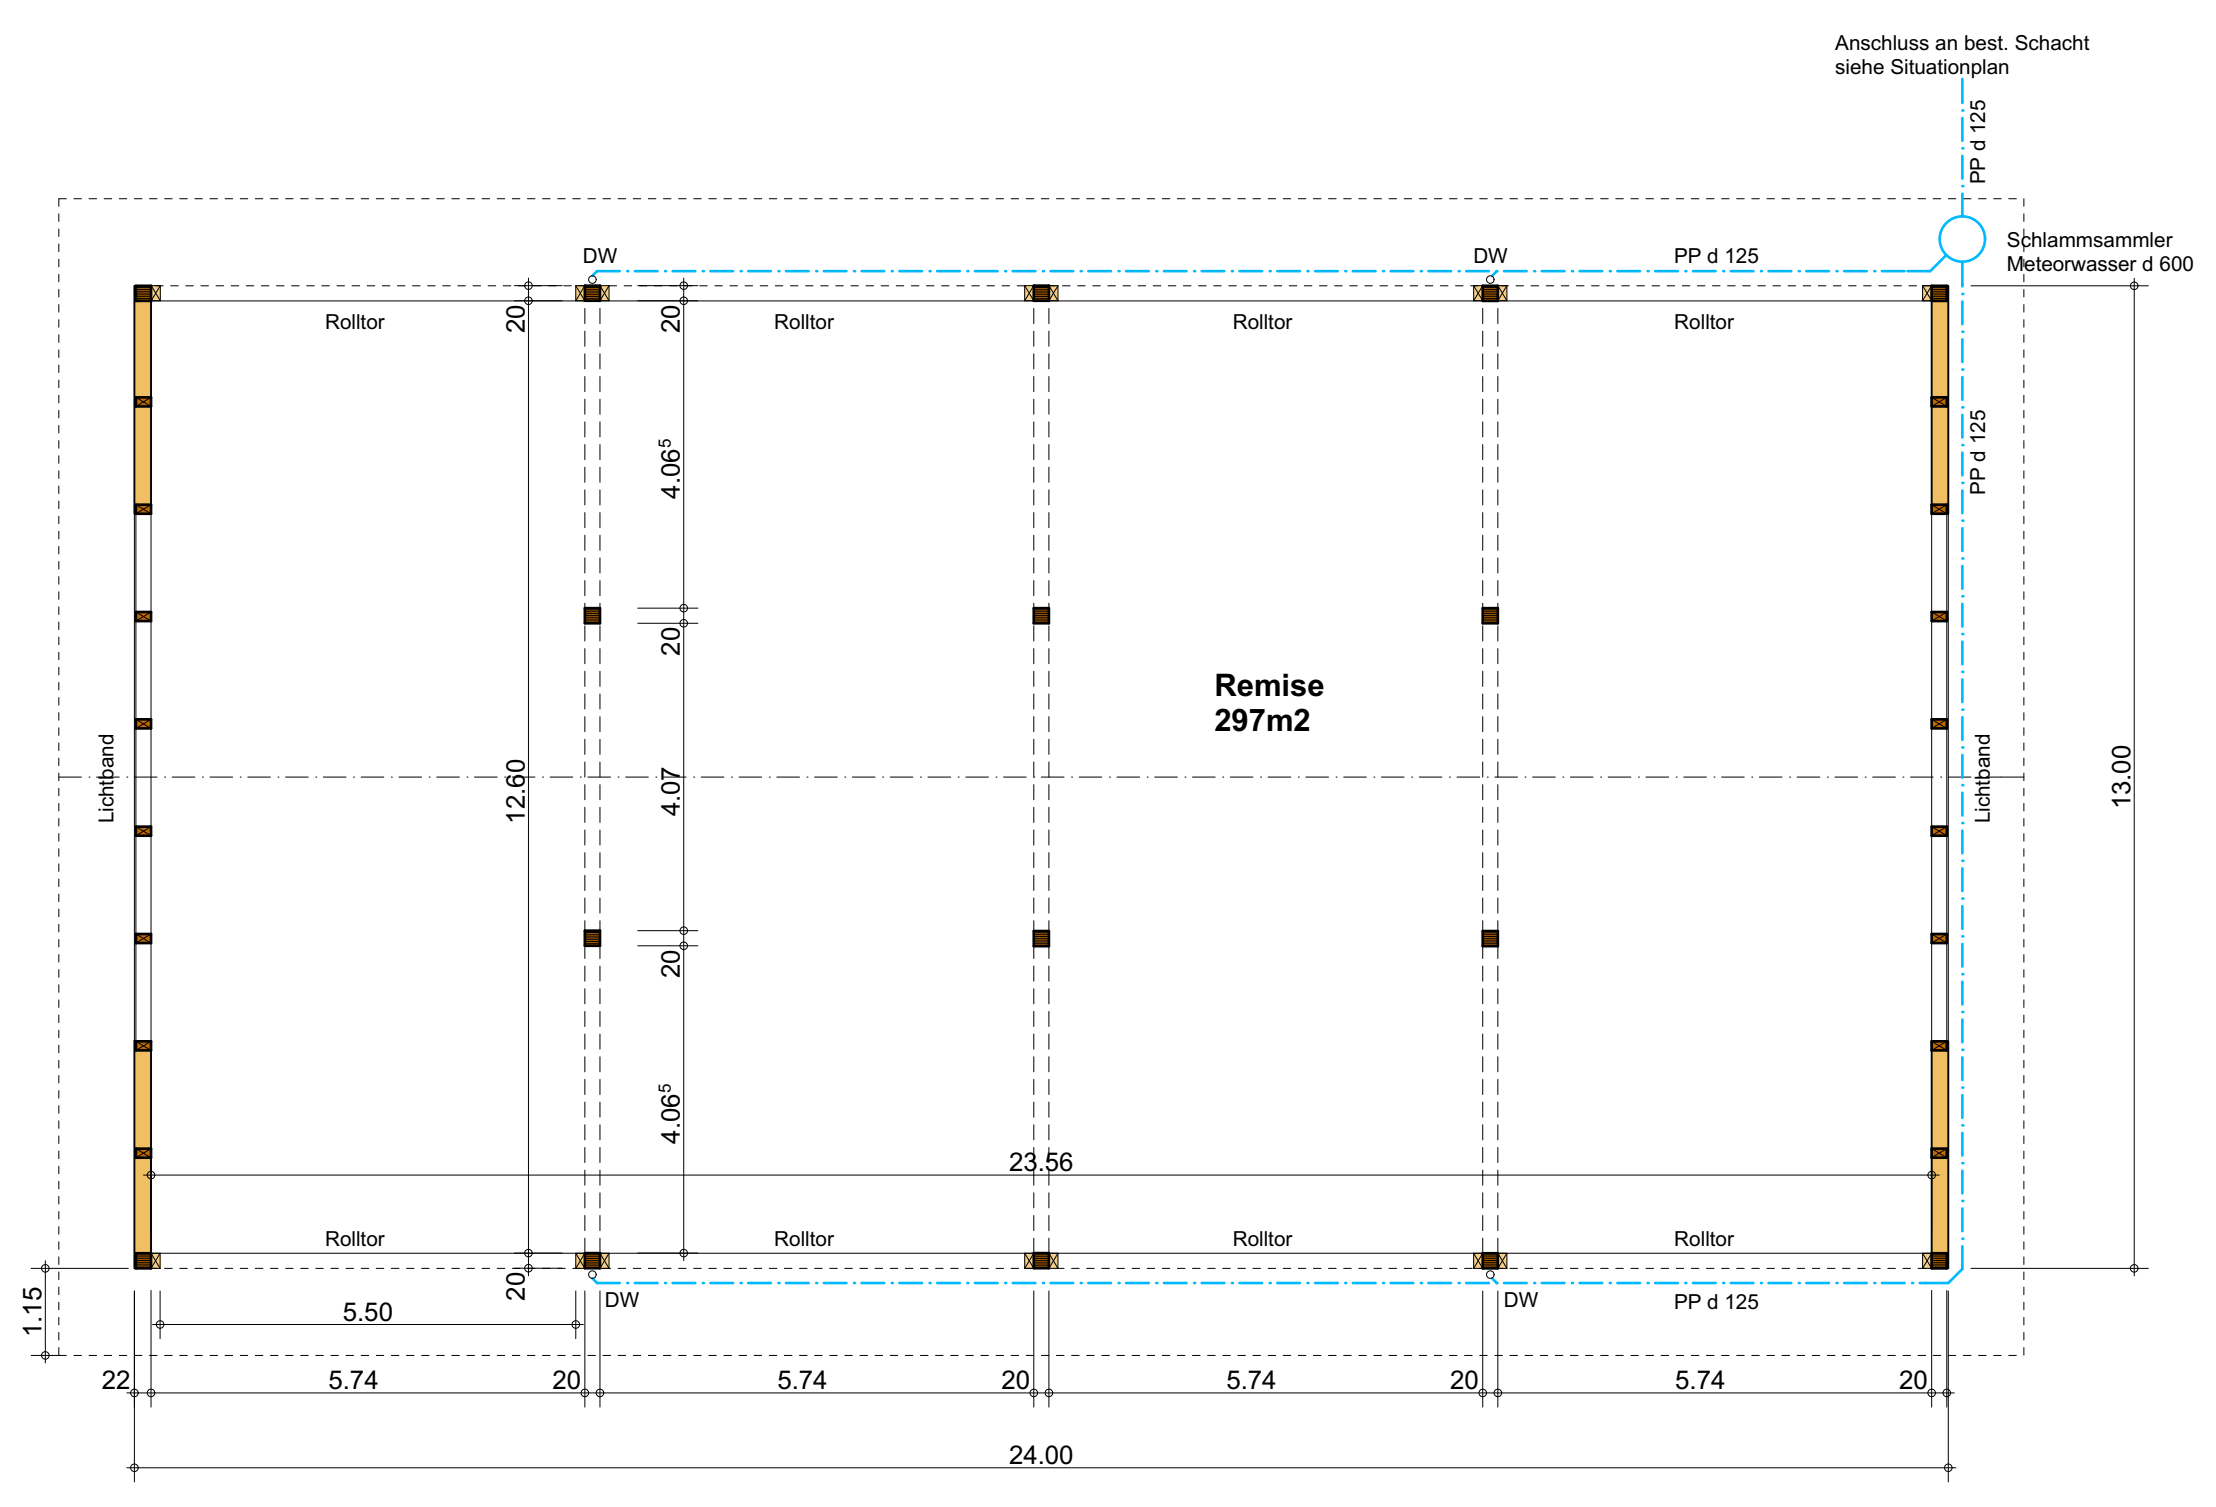 Anschluss an best. Schacht
siehe Situationplan
PP d 125
Schlammsammler
Meteorwasser d 600
DW
DW
PP d 125
Rolltor
20
20
Rolltor
Rolltor
Rolltor
4.06⁵
PP d 125
20
Remise
297m2
Lichtband
12.60
4.07
Lichtband
13.00
20
4.06⁵
23.56
Rolltor
Rolltor
Rolltor
Rolltor
1.15
20
5.50
DW
DW
PP d 125
22
5.74
20
5.74
20
5.74
20
5.74
20
24.00